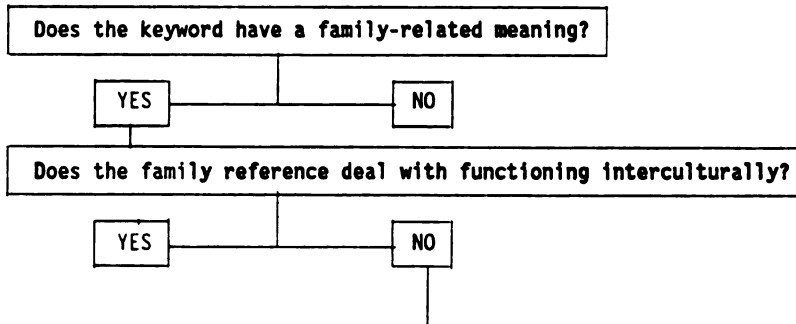 Does the keyword have a family-related meaning?
YES NO
Does the family reference deal with functioning interculturally?
YES NO